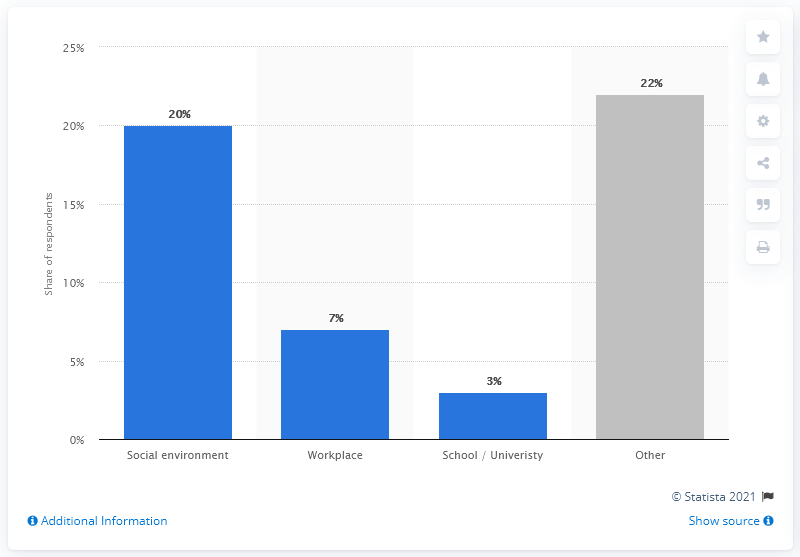 25%
20%
15%
10%
5%
0%
Share of respondents
20%
7%
3%
22%
Social environment
Workplace
School / Univeristy
Other
© Statista 2021
Additional Information
Show source